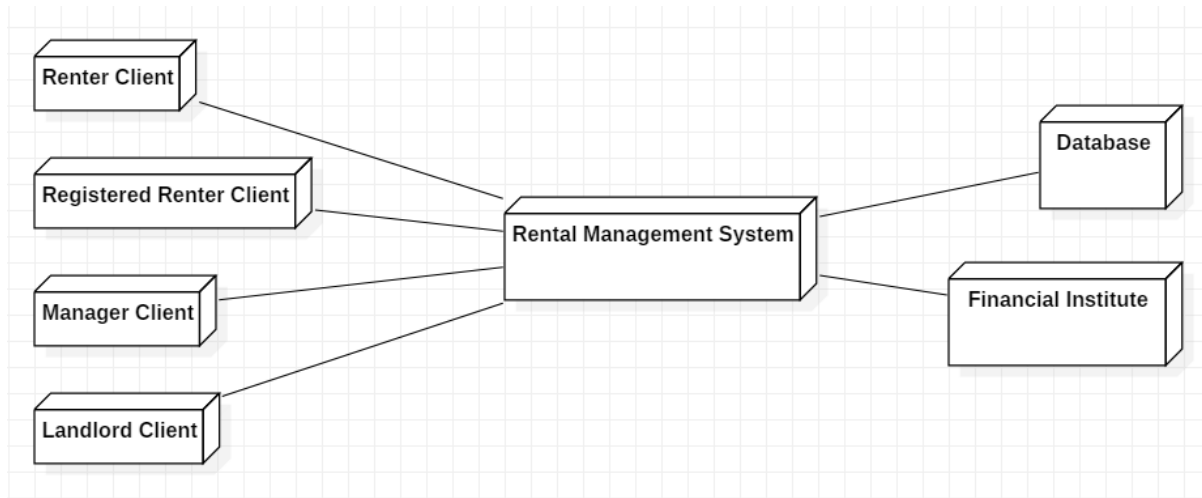 Renter Client
Registered Renter Client
Manager Client
Landlord Client
Rental Management System
Database
Financial Institute